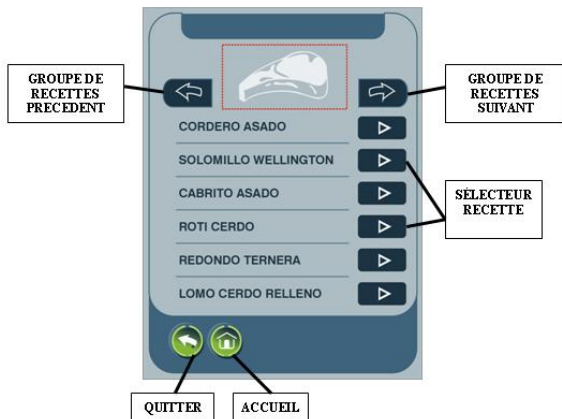 GROUPE DE
RECETTES
PRECEDENT
GROUPE DE
RECETTES
SUIVANT
CORDERO ASADO
SOLOMILLO WELLINGTON
CABRITO ASADO
SÉLECTEUR
RECETTE
ROTI CERDO
REDONDO TERNERA
LOMO CERDO RELLENO
QUITTER
ACCUEIL